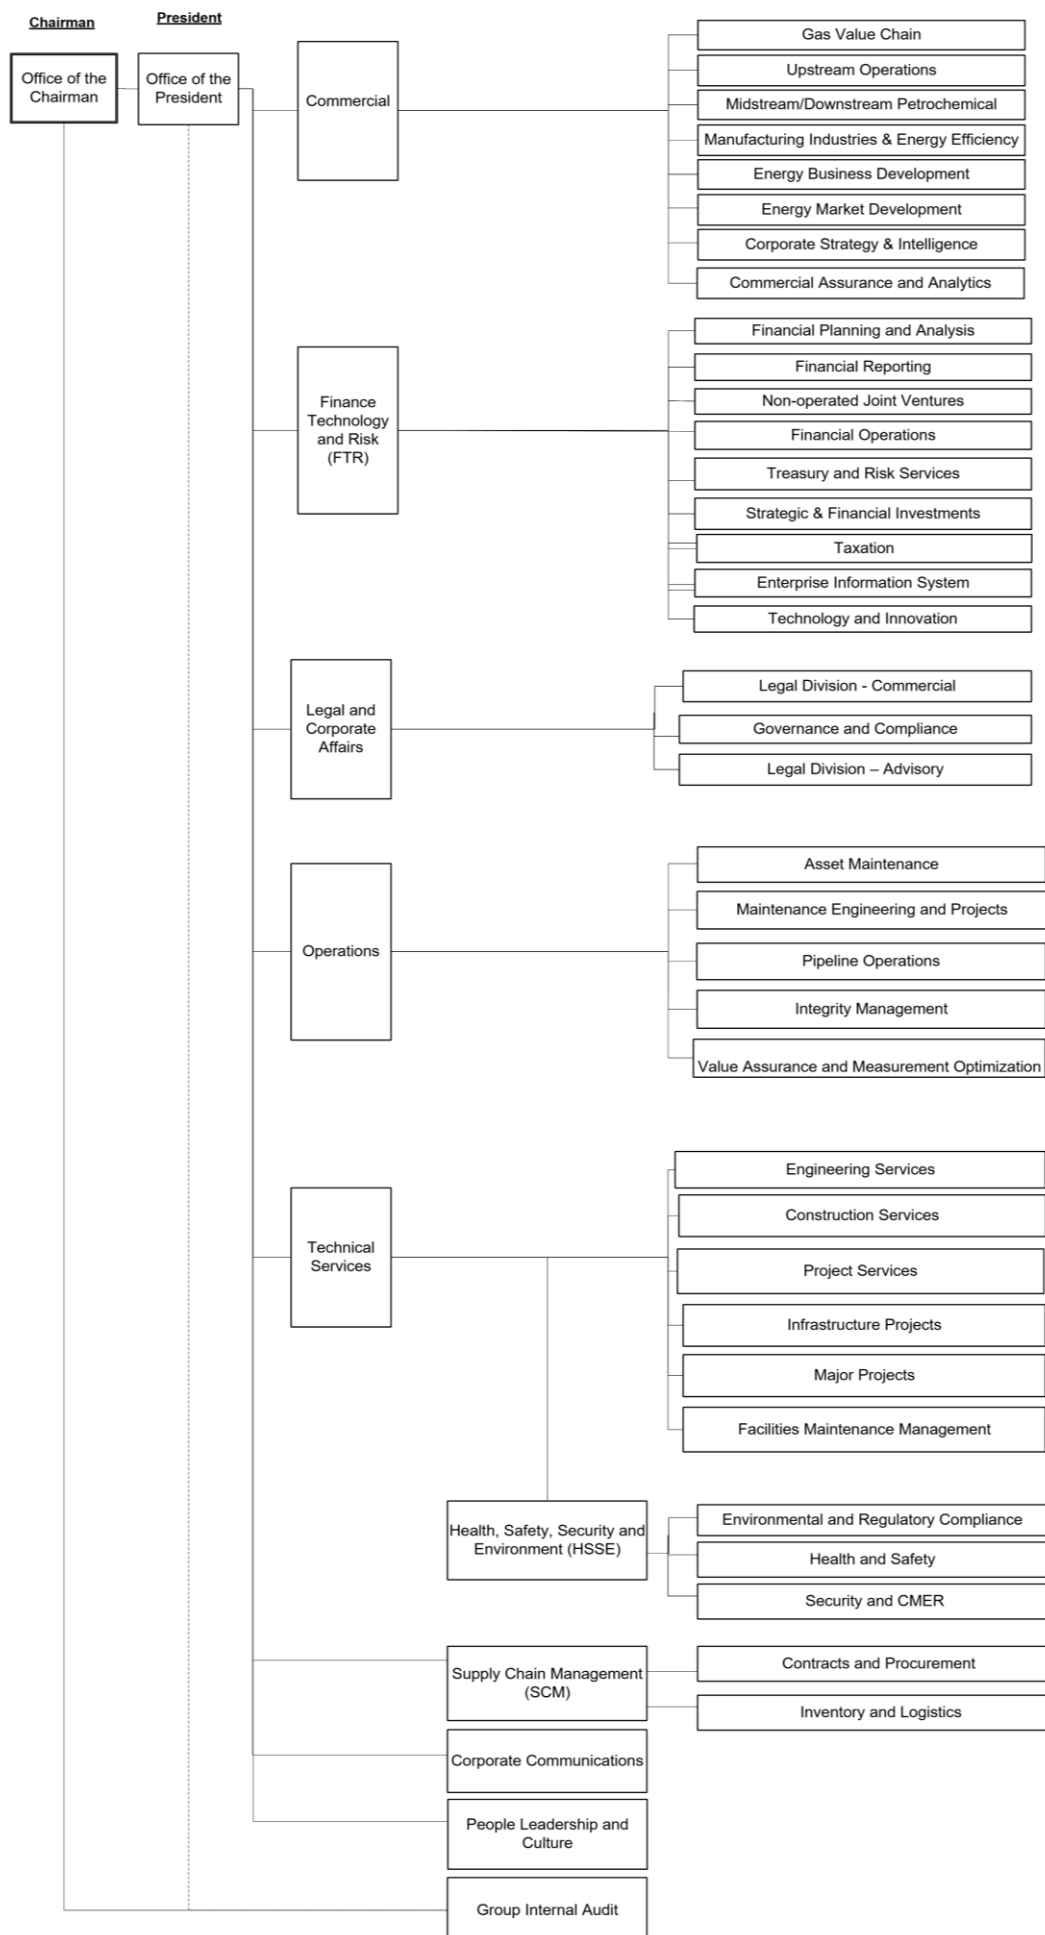 Chairman
President
Office of the
Chairman
Office of the
President
Commercial
Gas Value Chain
Upstream Operations
Midstream/Downstream Petrochemical
Manufacturing Industries & Energy Efficiency
Energy Business Development
Energy Market Development
Corporate Strategy & Intelligence
Commercial Assurance and Analytics
Finance
Technology
and Risk
(FTR)
Financial Planning and Analysis
Financial Reporting
Non-operated Joint Ventures
Financial Operations
Treasury and Risk Services
Strategic & Financial Investments
Taxation
Enterprise Information System
Technology and Innovation
Legal and
Corporate
Affairs
Legal Division - Commercial
Governance and Compliance
Legal Division – Advisory
Operations
Asset Maintenance
Maintenance Engineering and Projects
Pipeline Operations
Integrity Management
Value Assurance and Measurement Optimization
Technical
Services
Engineering Services
Construction Services
Project Services
Infrastructure Projects
Major Projects
Facilities Maintenance Management
Health, Safety, Security and
Environment (HSSE)
Environmental and Regulatory Compliance
Health and Safety
Security and CMER
Supply Chain Management
(SCM)
Contracts and Procurement
Inventory and Logistics
Corporate Communications
People Leadership and
Culture
Group Internal Audit